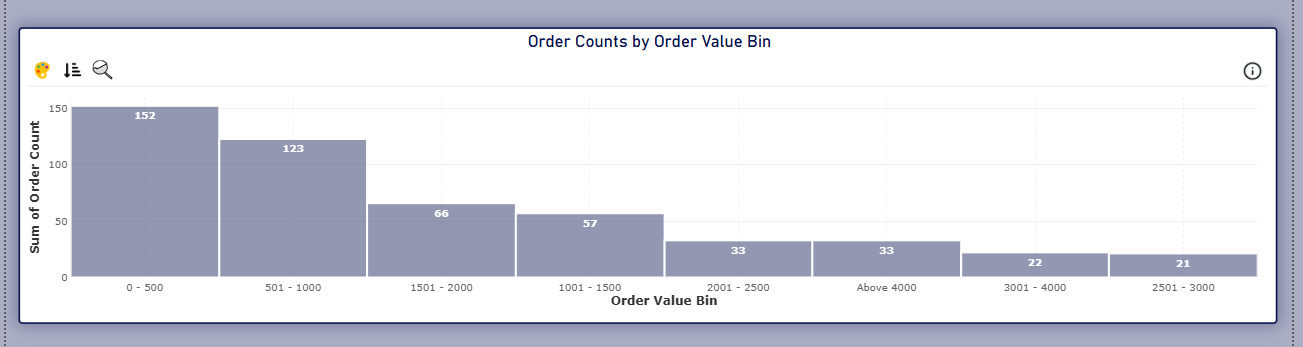 Order Counts by Order Value Bin
Sum of Order Count
150
100
50
0
152
123
66
57
33
33
22
21
0 - 500
501 - 1000
1501 - 2000
1001 - 1500
2001 - 2500
Above 4000
3001 - 4000
2501 - 3000
Order Value Bin